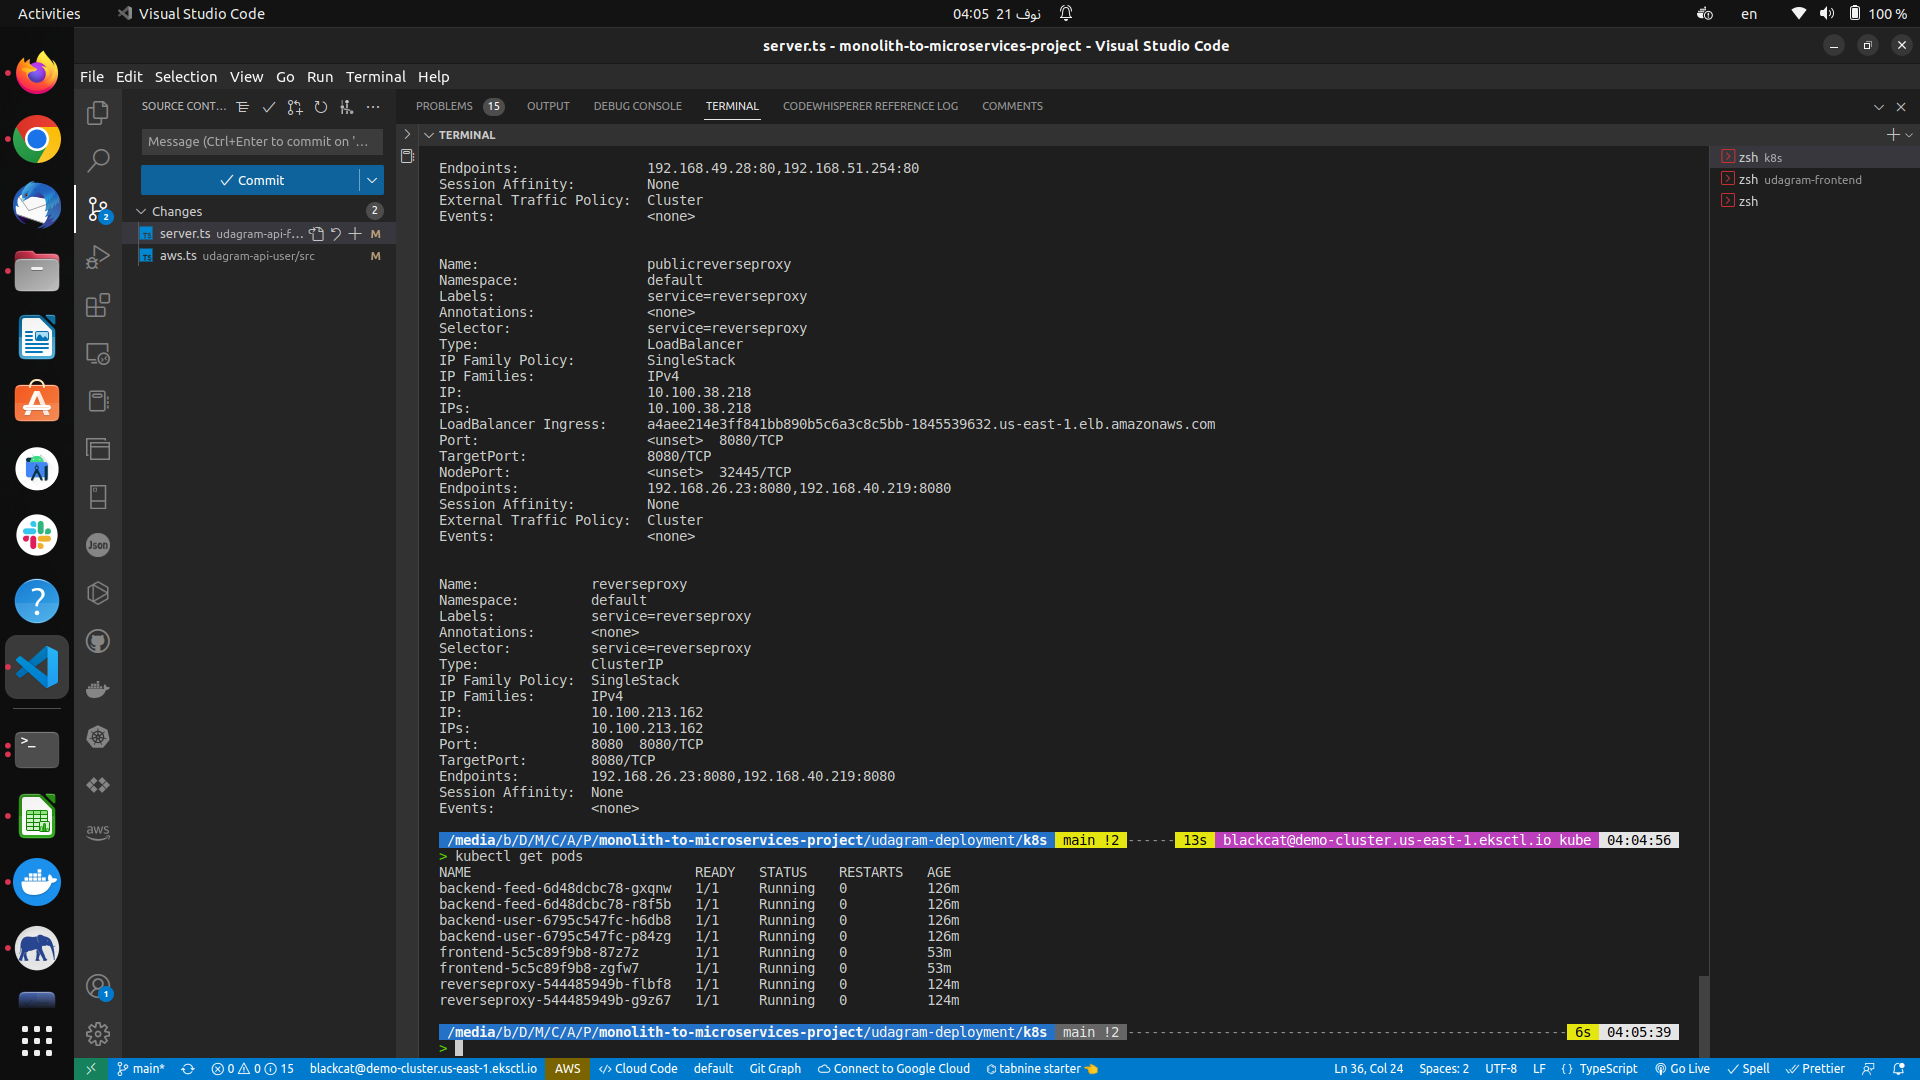 Activities
Visual Studio Code
04:05 21 نوف
en
100 %
server.ts - monolith-to-microservices-project - Visual Studio Code
File Edit Selection View Go Run Terminal Help
SOURCE CONT...
Message (Ctrl+Enter to commit on '...
Commit
Changes 2
server.ts udagram-api-f... M
aws.ts udagram-api-user/src M
2
Json
aws
1
PROBLEMS 15 OUTPUT DEBUG CONSOLE TERMINAL CODEWHISPERER REFERENCE LOG COMMENTS
TERMINAL
Endpoints: 192.168.49.28:80,192.168.51.254:80
Session Affinity: None
External Traffic Policy: Cluster
Events: <none>
Name: publicreverseproxy
Namespace: default
Labels: service=reverseproxy
Annotations: <none>
Selector: service=reverseproxy
Type: LoadBalancer
IP Family Policy: SingleStack
IP Families: IPv4
IP: 10.100.38.218
IPs: 10.100.38.218
LoadBalancer Ingress: a4aee214e3ff841bb890b5c6a3c8c5bb-1845539632.us-east-1.elb.amazonaws.com
Port: <unset> 8080/TCP
TargetPort: 8080/TCP
NodePort: <unset> 32445/TCP
Endpoints: 192.168.26.23:8080,192.168.40.219:8080
Session Affinity: None
External Traffic Policy: Cluster
Events: <none>
Name: reverseproxy
Namespace: default
Labels: service=reverseproxy
Annotations: <none>
Selector: service=reverseproxy
Type: ClusterIP
IP Family Policy: SingleStack
IP Families: IPv4
IP: 10.100.213.162
IPs: 10.100.213.162
Port: 8080 8080/TCP
TargetPort: 8080/TCP
Endpoints: 192.168.26.23:8080,192.168.40.219:8080
Session Affinity: None
Events: <none>
/media/b/D/M/C/A/P/monolith-to-microservices-project/udagram-deployment/k8s main !2 ------ 13s blackcat@demo-cluster.us-east-1.eksctl.io kube 04:04:56
> kubectl get pods
NAME READY STATUS RESTARTS AGE
backend-feed-6d48dcbc78-gxqnw 1/1 Running 0 126m
backend-feed-6d48dcbc78-r8f5b 1/1 Running 0 126m
backend-user-6795c547fc-h6db8 1/1 Running 0 126m
backend-user-6795c547fc-p84zg 1/1 Running 0 126m
frontend-5c5c89f9b8-87z7z 1/1 Running 0 53m
frontend-5c5c89f9b8-zgfw7 1/1 Running 0 53m
reverseproxy-544485949b-flbf8 1/1 Running 0 124m
reverseproxy-544485949b-g9z67 1/1 Running 0 124m
/media/b/D/M/C/A/P/monolith-to-microservices-project/udagram-deployment/k8s main !2 ------------------------------------------------------- 6s 04:05:39
>
zsh k8s
zsh udagram-frontend
zsh
main* 0 0 15 blackcat@demo-cluster.us-east-1.eksctl.io AWS Cloud Code default Git Graph Connect to Google Cloud tabnine starter Ln 36, Col 24 Spaces: 2 UTF-8 LF {} TypeScript Go Live Spell Prettier